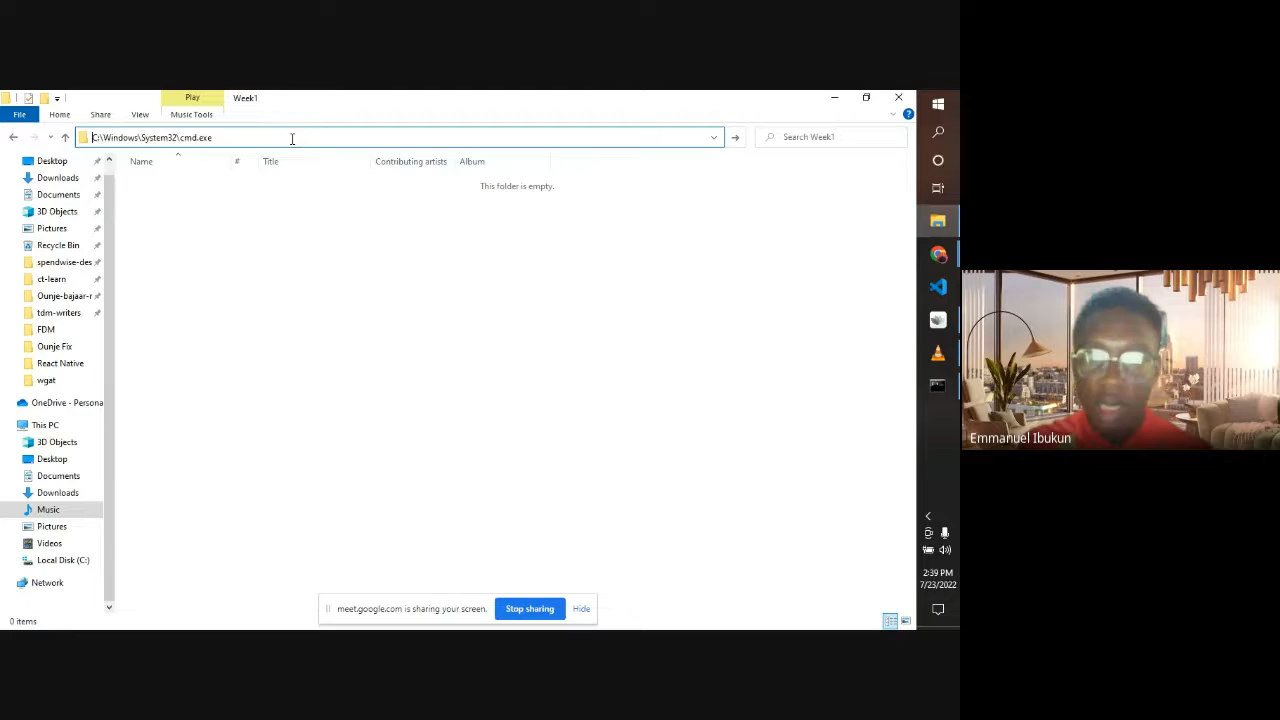 Play
Week1
File
Home
Share
View
Music Tools
C:\Windows\System32\cmd.exe
Search Week1
Name
#
Title
Contributing artists
Album
This folder is empty.
Desktop
Downloads
Documents
3D Objects
Pictures
Recycle Bin
spendwise-des
ct-learn
Ounje-bajaar-r
tdm-writers
FDM
Ounje Fix
React Native
wgat
OneDrive - Persona
This PC
3D Objects
Desktop
Documents
Downloads
Music
Pictures
Videos
Local Disk (C:)
Network
0 items
meet.google.com is sharing your screen.
Stop sharing
Hide
2:39 PM
7/23/2022
Emmanuel Ibukun